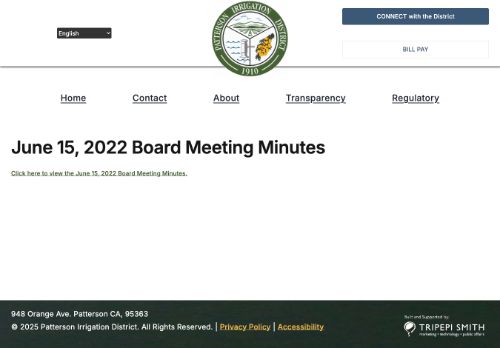 English
PATTERSON IRRIGATION DISTRICT
1910
CONNECT with the District
BILL PAY
Home
Contact
About
Transparency
Regulatory
June 15, 2022 Board Meeting Minutes
Click here to view the June 15, 2022 Board Meeting Minutes.
948 Orange Ave. Patterson CA, 95363
© 2025 Patterson Irrigation District. All Rights Reserved. | Privacy Policy | Accessibility
Built and Supported by:
TRIPEPI SMITH
marketing • technology • public affairs